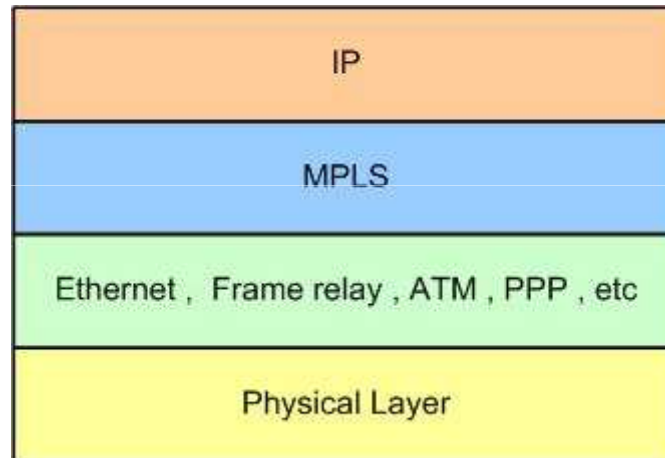 IP
MPLS
Ethernet , Frame relay , ATM , PPP , etc
Physical Layer